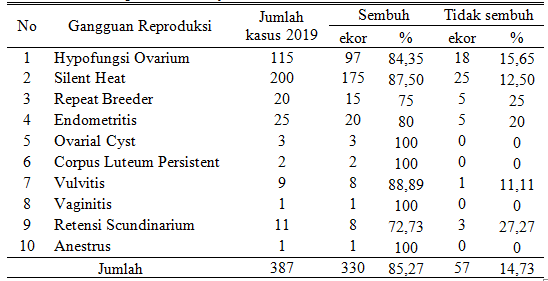 No Gangguan Reproduksi Jumlah kasus 2019 Sembuh Tidak sembuh
ekor % ekor %
1 Hypofungsi Ovarium 115 97 84,35 18 15,65
2 Silent Heat 200 175 87,50 25 12,50
3 Repeat Breeder 20 15 75 5 25
4 Endometritis 25 20 80 5 20
5 Ovarial Cyst 3 3 100 0 0
6 Corpus Luteum Persistent 2 2 100 0 0
7 Vulvitis 9 8 88,89 1 11,11
8 Vaginitis 1 1 100 0 0
9 Retensi Scundinarium 11 8 72,73 3 27,27
10 Anestrus 1 1 100 0 0
Jumlah 387 330 85,27 57 14,73